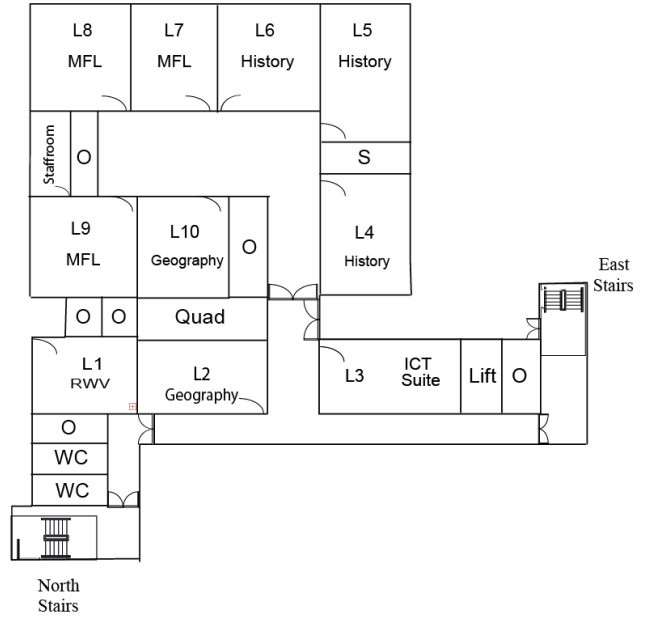 L8
MFL
L7
MFL
L6
History
L5
History
Staffroom
O
S
L9
MFL
L10
Geography
O
L4
History
East
Stairs
O
O
Quad
L1
RWV
L2
Geography
L3
ICT
Suite
Lift
O
O
WC
WC
North
Stairs